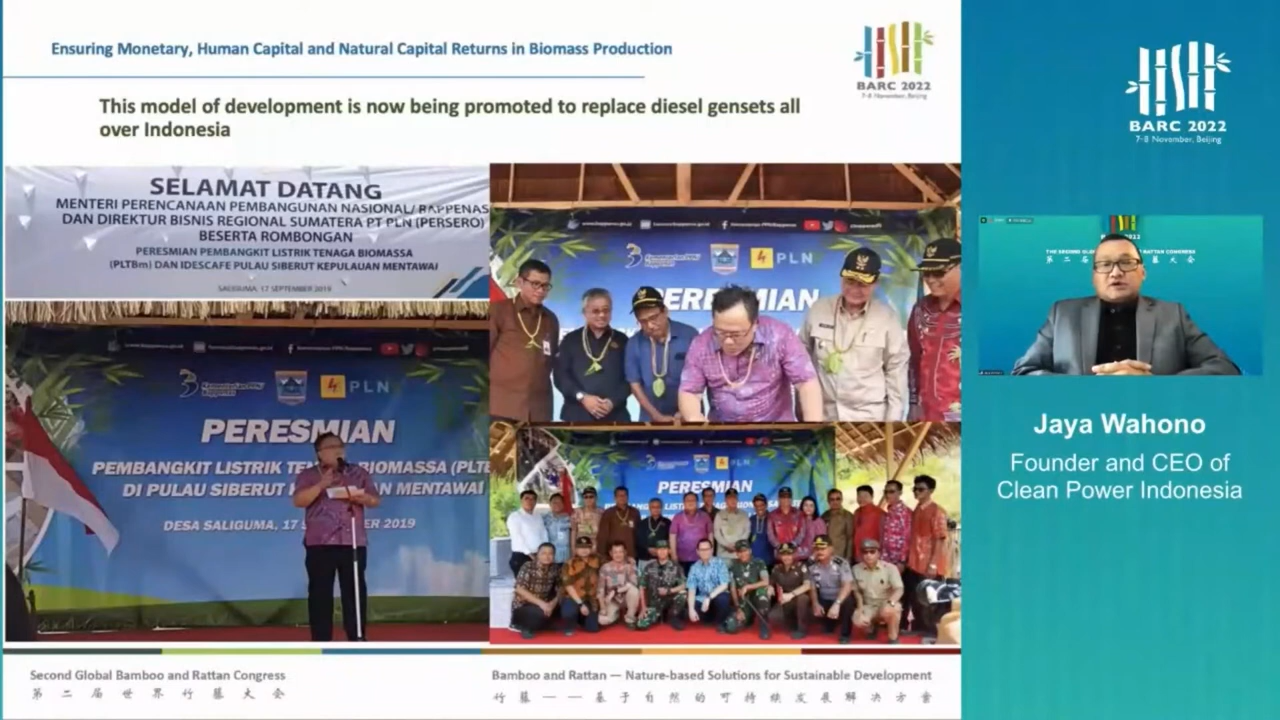 Ensuring Monetary, Human Capital and Natural Capital Returns in Biomass Production
BARC 2022
7-8 November, Beijing
This model of development is now being promoted to replace diesel gensets all
over Indonesia
SELAMAT DATANG
MENTERI PERENCANAAN PEMBANGUNAN NASIONAL/ BAPPENAS
DAN DIREKTUR BISNIS REGIONAL SUMATERA PT PLN (PERSERO)
BESERTA ROMBONGAN
PERESMIAN PEMBANGKIT LISTRIK TENAGA BIOMASSA
(PLTBm) DAN IDESCAFE PULAU SIBERUT KEPULAUAN MENTAWAI
SALIGUMA, 17 SEPTEMBER 2019
PLN
PERESMIAN
PEMBANGKIT LISTRIK BIOMASSA (PLTB
DI PULAU SIBERUT MENTAWAI
DESA SALIGUMA, 17 BER 2019
PLN
PERESMIAN
PLN
PERESMIAN
BARC 2022
7-8 November, Beijing
Jaya Wahono
Founder and CEO of
Clean Power Indonesia
Second Global Bamboo and Rattan Congress
第二届世界竹藤大会
Bamboo and Rattan — Nature-based Solutions for Sustainable Development
竹藤——基于自然的可持续发展解决方案